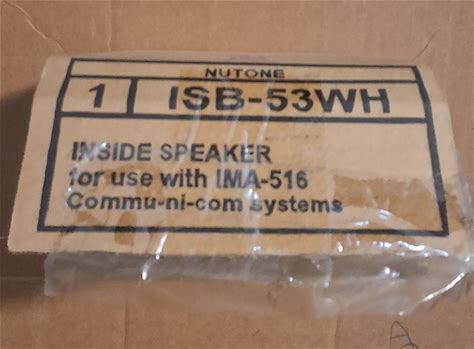 NUTONE
1 ISB-53WH
INSIDE SPEAKER
for use with IMA-516
Commu-ni-com systems